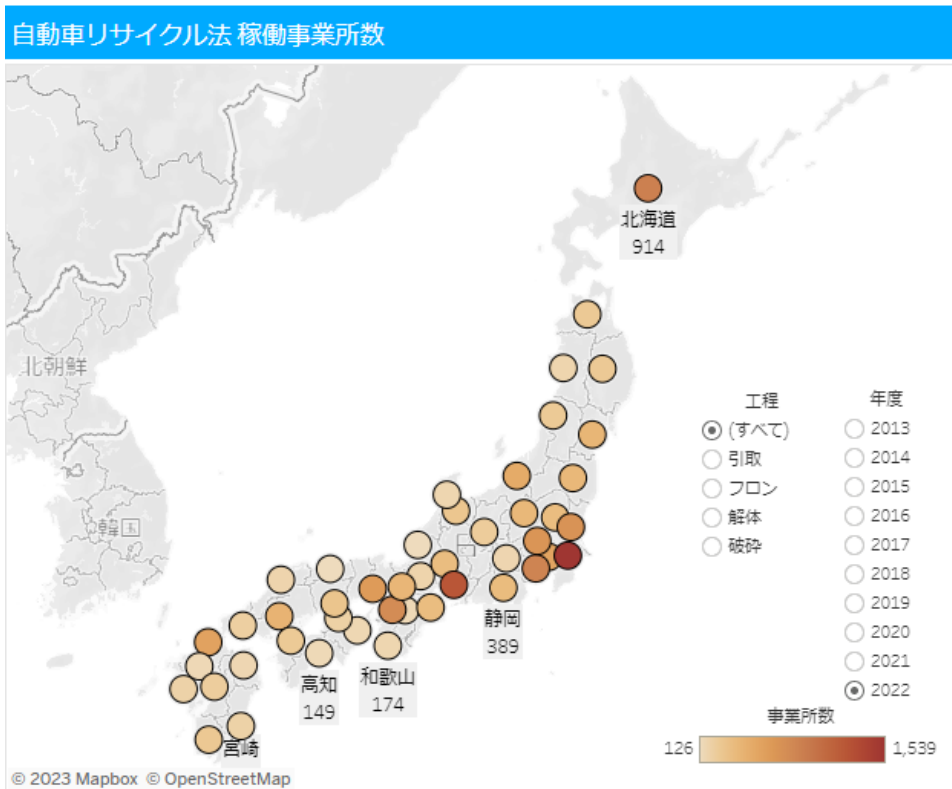 自動車リサイクル法 稼働事業所数
北海道
914
北朝鮮
韓国
日
静岡
389
和歌山
174
高知
149
宮崎
工程
(すべて)
引取
フロン
解体
破砕
年度
2013
2014
2015
2016
2017
2018
2019
2020
2021
2022
事業所数
126
1,539
© 2023 Mapbox © OpenStreetMap